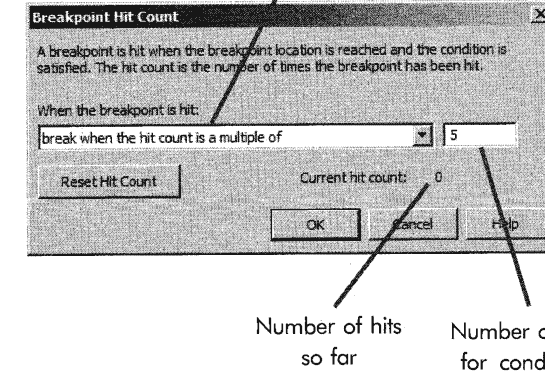 Breakpoint Hit Count
A breakpoint is hit when the breakpoint location is reached and the condition is
satisfied. The hit count is the number of times the breakpoint has been hit.
When the breakpoint is hit:
break when the hit count is a multiple of 5
Reset Hit Count Current hit count: 0
OK Cancel Help
Number of hits
so far
Number
for